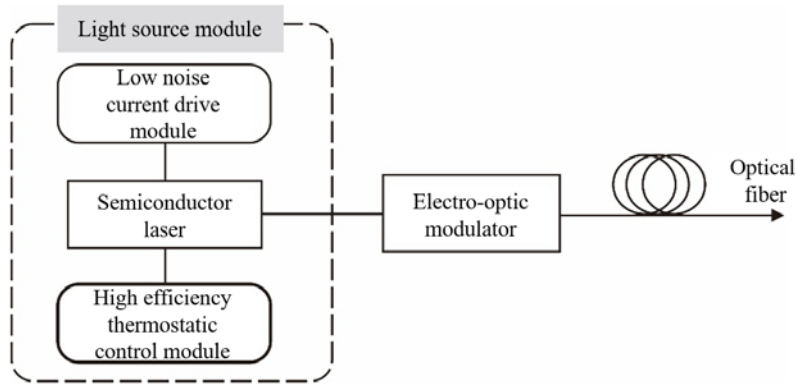 Light source module
Low noise
current drive
module
Semiconductor
laser
High efficiency
thermostatic
control module
Electro-optic
modulator
Optical
fiber